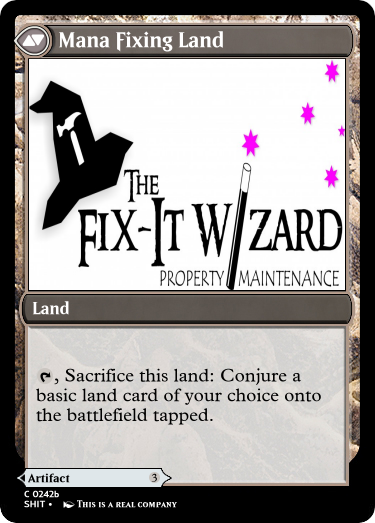 Mana Fixing Land
THE
FIX-IT WIZARD
PROPERTY MAINTENANCE
Land
, Sacrifice this land: Conjure a
basic land card of your choice onto
the battlefield tapped.
Artifact 3
C 0242b
SHIT • THIS IS A REAL COMPANY